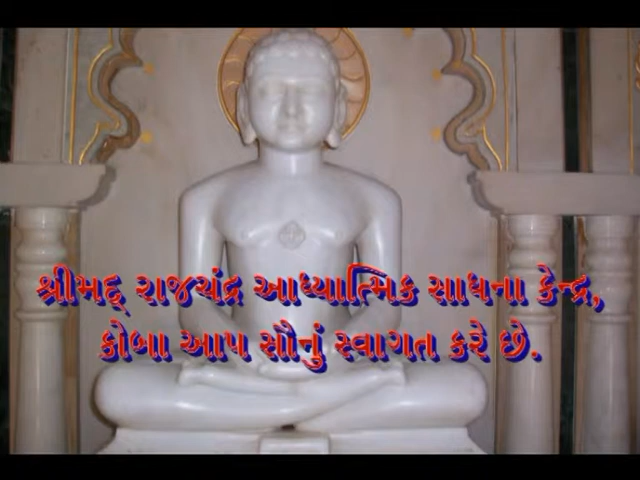 શ્રીમદ્ રાજચંદ્ર આધ્યાત્મિક સાધના કેન્દ્ર,
કોબા આપ સૌનું સ્વાગત કરે છે.